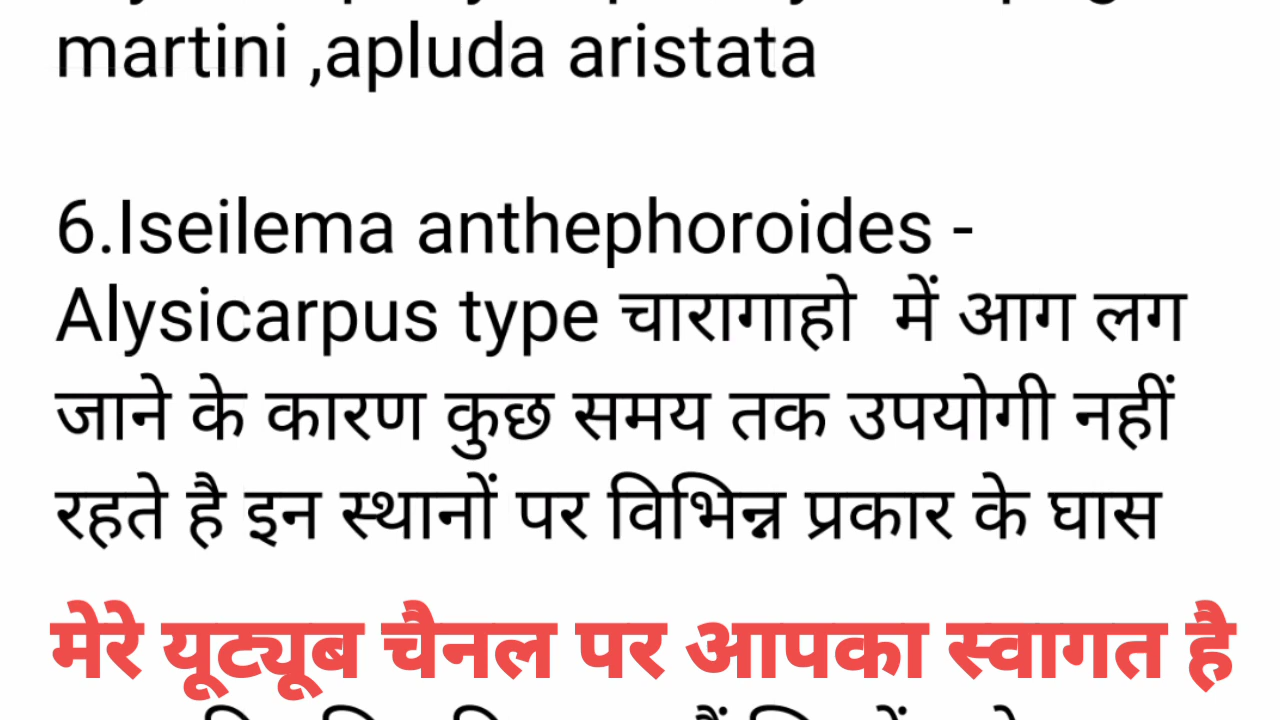 martini ,apluda aristata
6.Iseilema anthephoroides -
Alysicarpus type चारागाहो में आग लग
जाने के कारण कुछ समय तक उपयोगी नहीं
रहते है इन स्थानों पर विभिन्न प्रकार के घास
मेरे यूट्यूब चैनल पर आपका स्वागत है